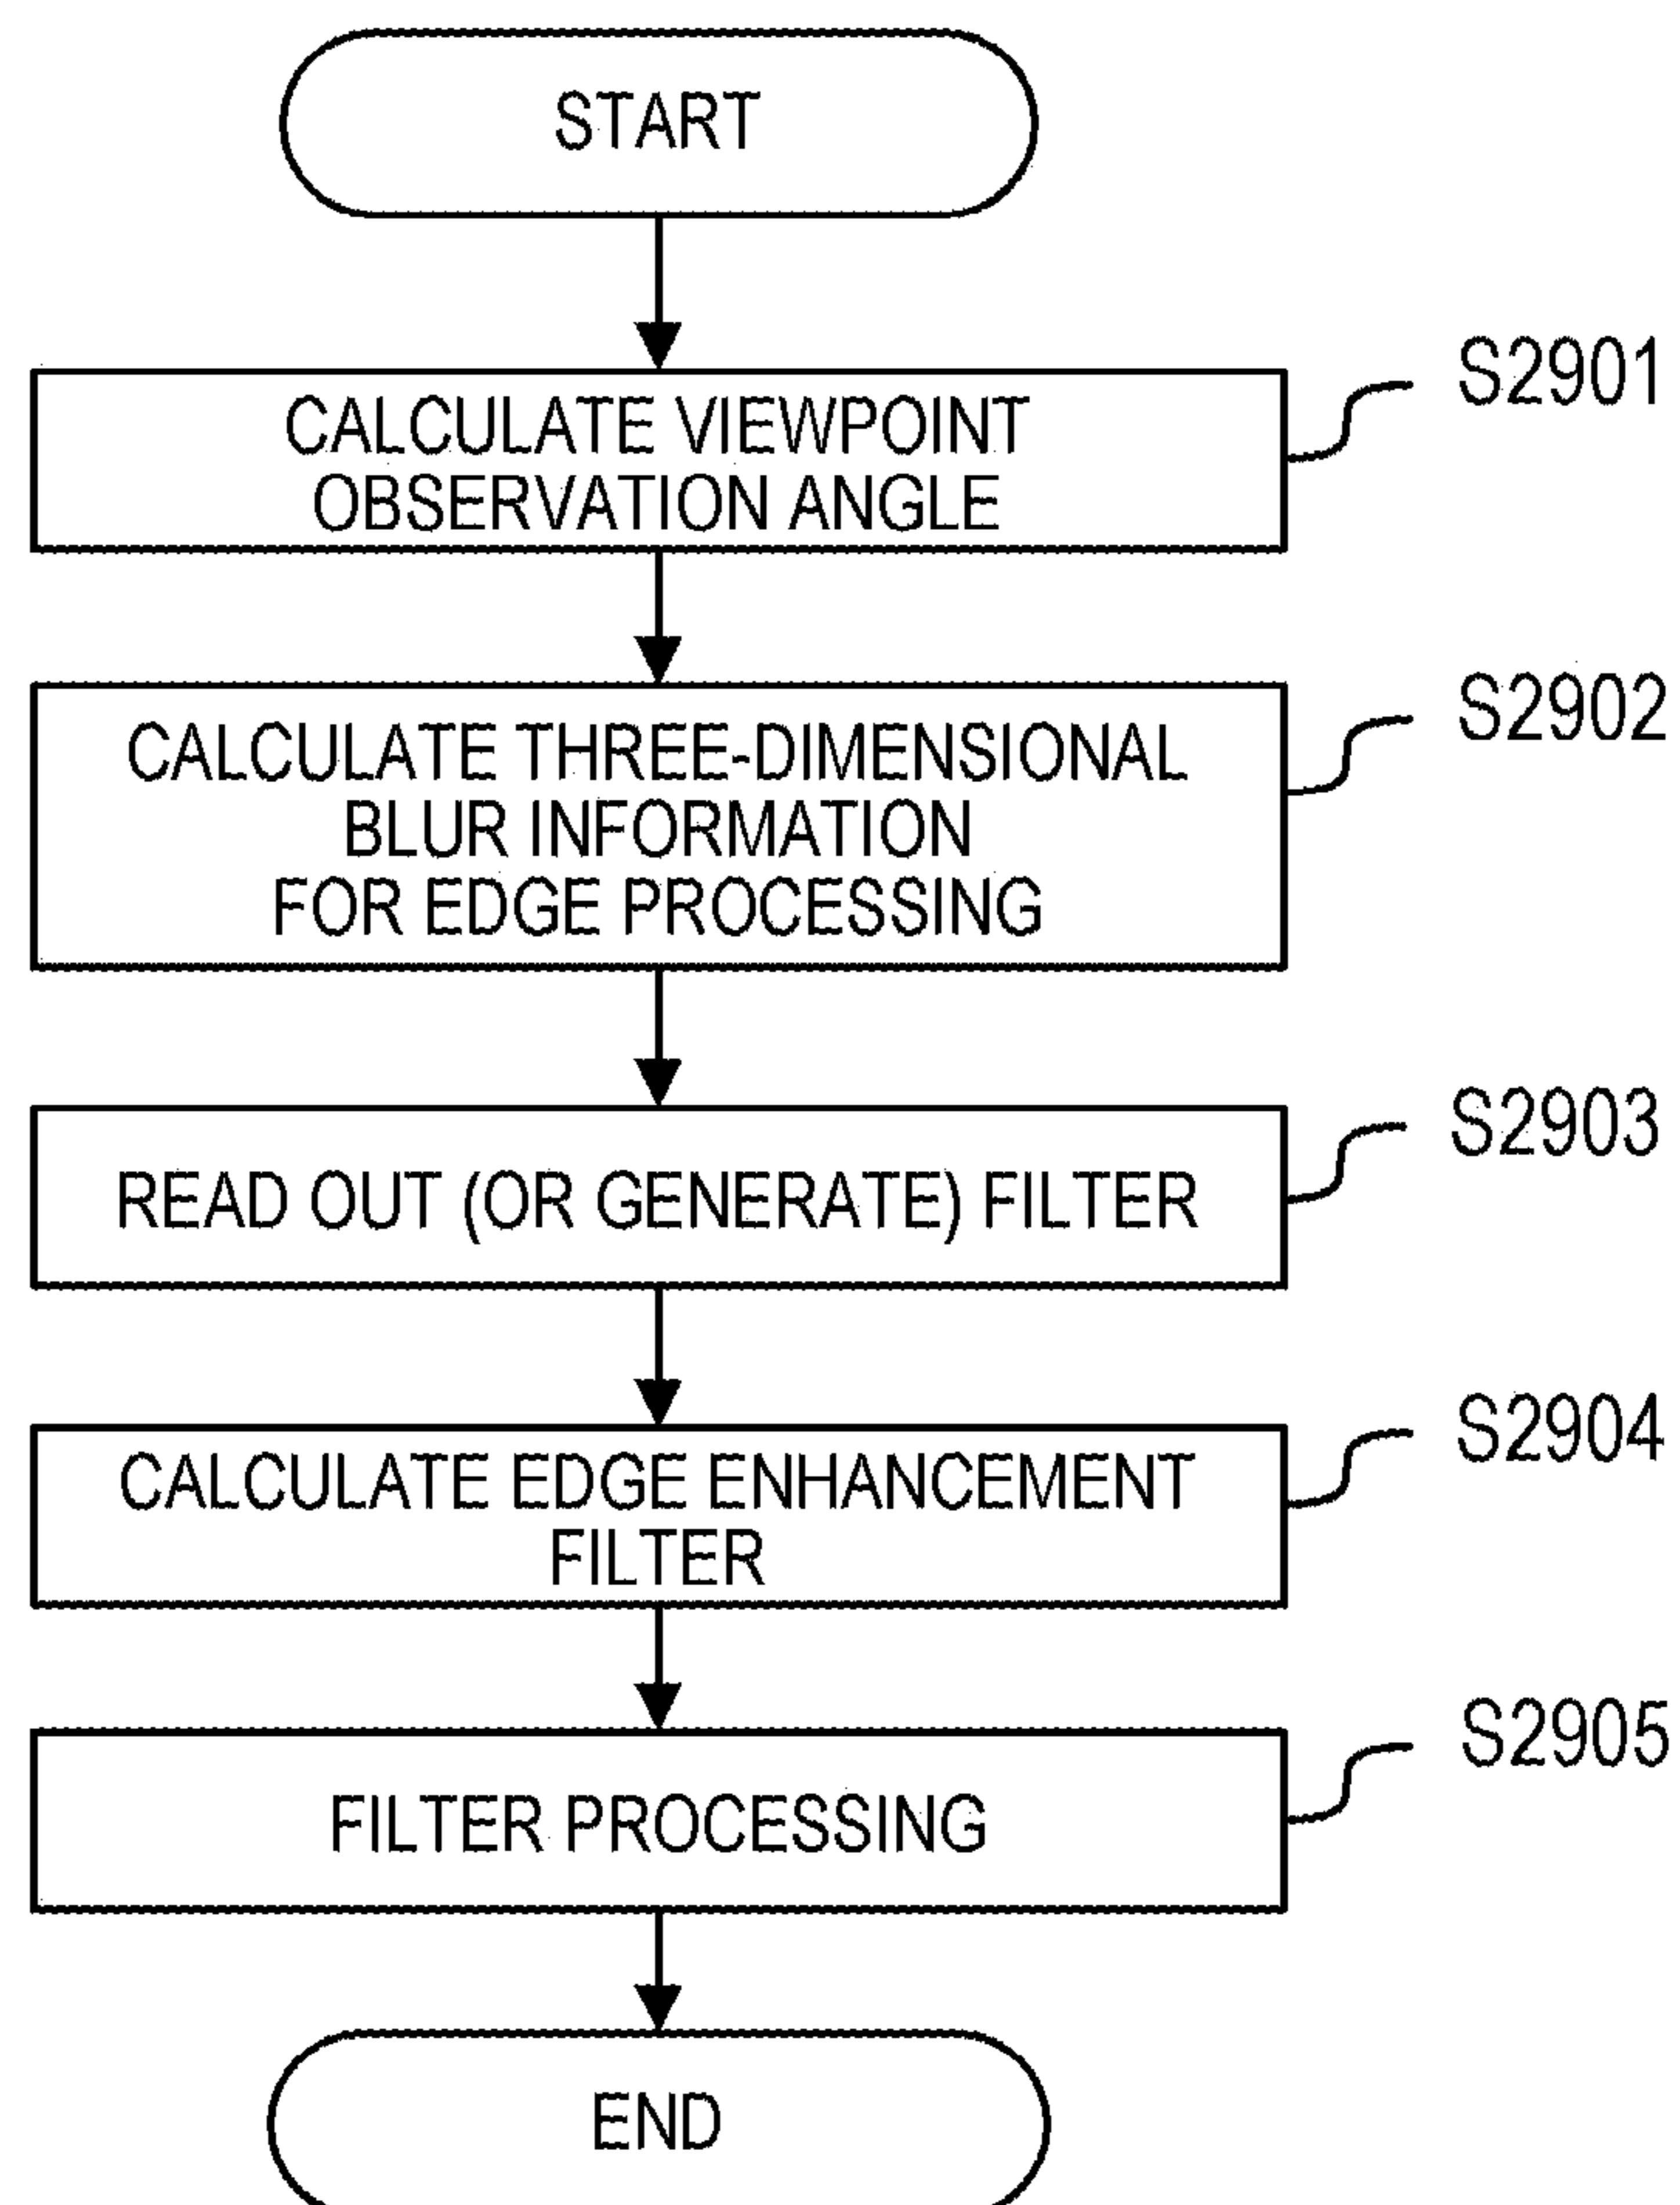 START
S2901
CALCULATE VIEWPOINT
OBSERVATION ANGLE
S2902
CALCULATE THREE-DIMENSIONAL
BLUR INFORMATION
FOR EDGE PROCESSING
S2903
READ OUT (OR GENERATE) FILTER
S2904
CALCULATE EDGE ENHANCEMENT
FILTER
S2905
FILTER PROCESSING
END